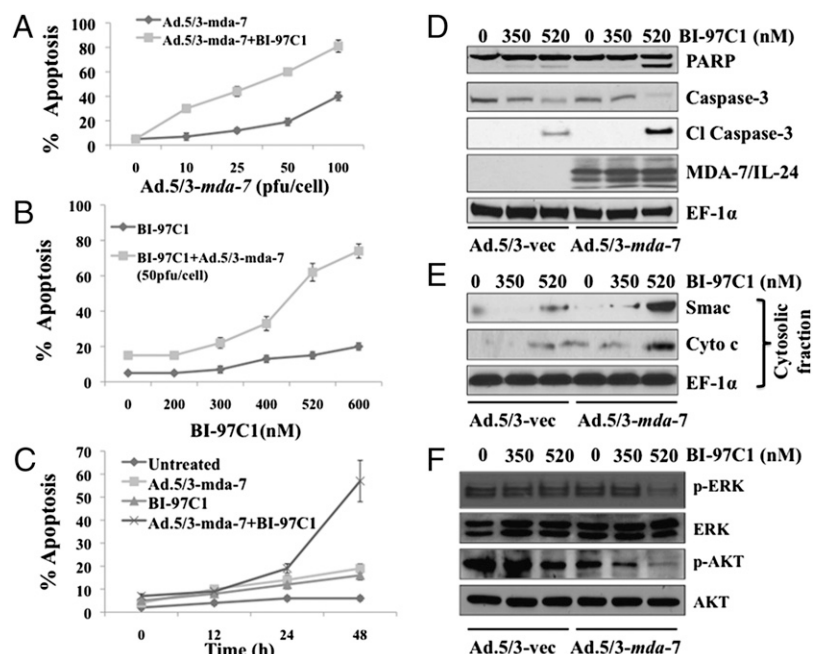 A
% Apoptosis
100
80
60
40
20
0
Ad.5/3-mda-7
Ad.5/3-mda-7+BI-97C1
0 10 25 50 100
Ad.5/3-mda-7 (pfu/cell)
B
% Apoptosis
100
80
60
40
20
0
BI-97C1
BI-97C1+Ad.5/3-mda-7
(50pfu/cell)
0 200 300 400 520 600
BI-97C1(nM)
C
% Apoptosis
70
60
50
40
30
20
10
0
Untreated
Ad.5/3-mda-7
BI-97C1
Ad.5/3-mda-7+BI-97C1
0 12 24 48
Time (h)
D
0 350 520 0 350 520 BI-97C1 (nM)
PARP
Caspase-3
Cl Caspase-3
MDA-7/IL-24
EF-1α
Ad.5/3-vec Ad.5/3-mda-7
E
0 350 520 0 350 520 BI-97C1 (nM)
Smac
Cyto c
EF-1α
Cytosolic
fraction
Ad.5/3-vec Ad.5/3-mda-7
F
0 350 520 0 350 520 BI-97C1 (nM)
p-ERK
ERK
p-AKT
AKT
Ad.5/3-vec Ad.5/3-mda-7